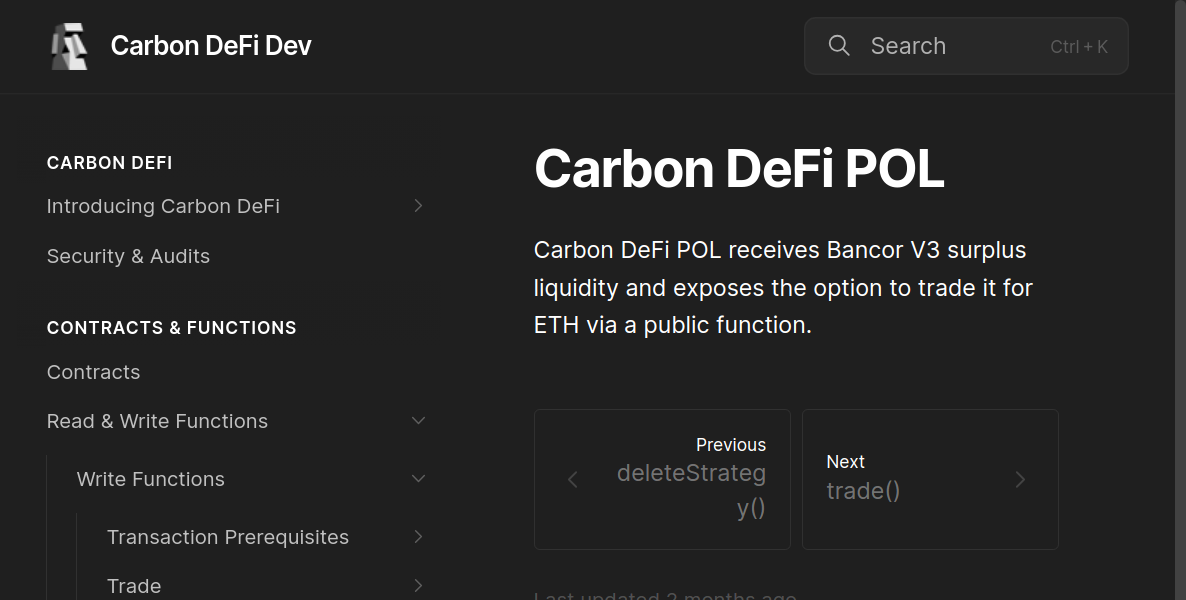 Carbon DeFi Dev
Search
Ctrl + K
CARBON DEFI
Introducing Carbon DeFi
Security & Audits
CONTRACTS & FUNCTIONS
Contracts
Read & Write Functions
Write Functions
Transaction Prerequisites
Trade
Carbon DeFi POL
Carbon DeFi POL receives Bancor V3 surplus
liquidity and exposes the option to trade it for
ETH via a public function.
Previous
deleteStrateg
y()
Next
trade()
Last updated 2 months ago